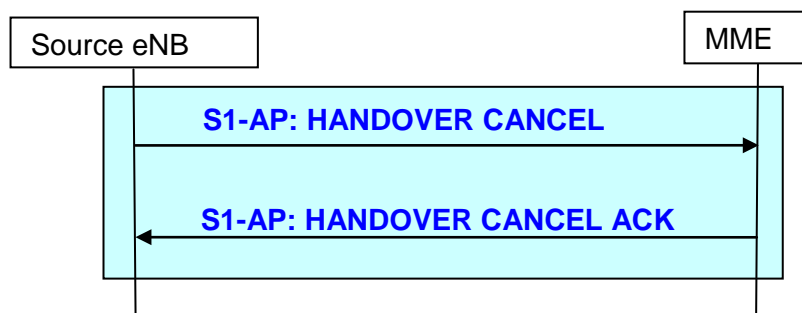 Source eNB
MME
S1-AP: HANDOVER CANCEL
S1-AP: HANDOVER CANCEL ACK